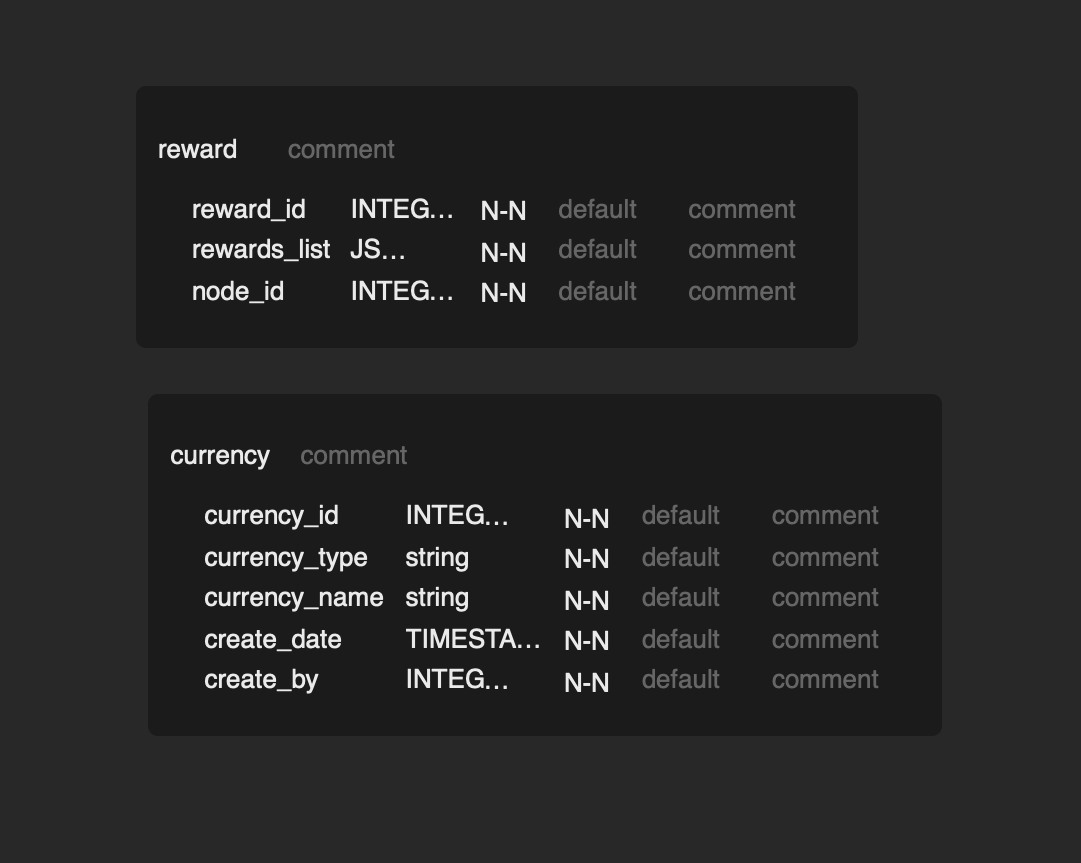 reward comment
reward_id INTEG... N-N default comment
rewards_list JS... N-N default comment
node_id INTEG... N-N default comment
currency comment
currency_id INTEG... N-N default comment
currency_type string N-N default comment
currency_name string N-N default comment
create_date TIMESTA... N-N default comment
create_by INTEG... N-N default comment